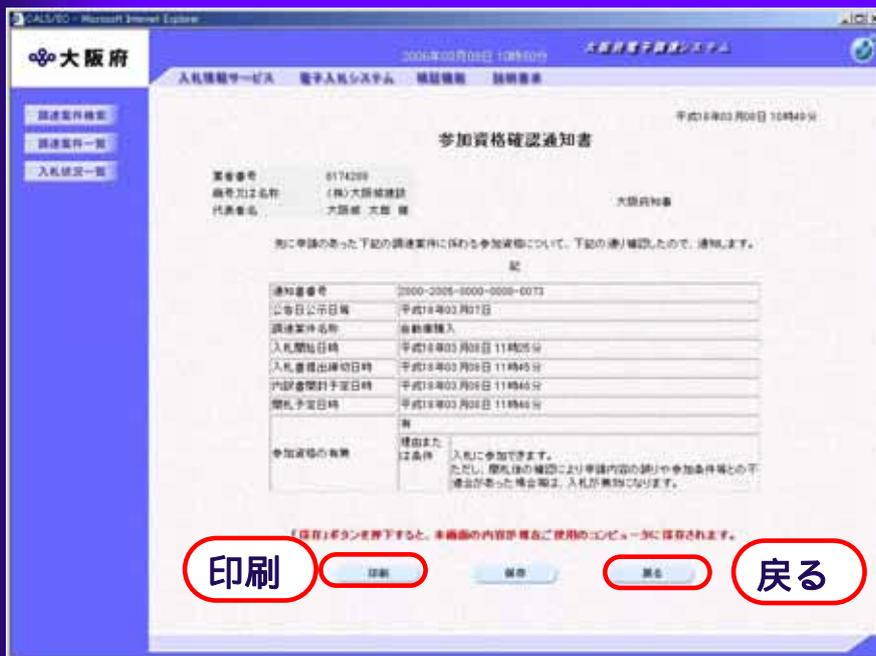 CALS/EC - Microsoft Internet Explorer
大阪府
2006年03月08日 10時50分
大阪府電子調達システム
入札情報サービス 電子入札システム 検証機能 説明要求
調達案件検索
調達案件一覧
入札状況一覧
平成18年03月08日 10時49分
参加資格確認通知書
業者番号 0174289
商号又は名称 (株)大阪城建設
代表者名 大阪城 太郎 様
大阪府知事
先に申請のあった下記の調達案件に係わる参加資格について、下記の通り確認したので、通知します。
記
通知書番号 2000-2005-0000-0000-0073
公告日公示日等 平成18年03月07日
調達案件名称 自動車購入
入札開始日時 平成18年03月08日 11時25分
入札書提出締切日時 平成18年03月08日 11時45分
内訳書開封予定日時 平成18年03月08日 11時46分
開札予定日時 平成18年03月08日 11時46分
参加資格の有無 有
理由または条件
入札に参加できます。
ただし、開札後の確認により申請内容の誤りや参加条件等との不
適合があった場合等は、入札が無効になります。
「保存」ボタンを押下すると、本画面の内容が現在ご使用のコンピュータに保存されます。
印刷 印刷 保存 戻る 戻る